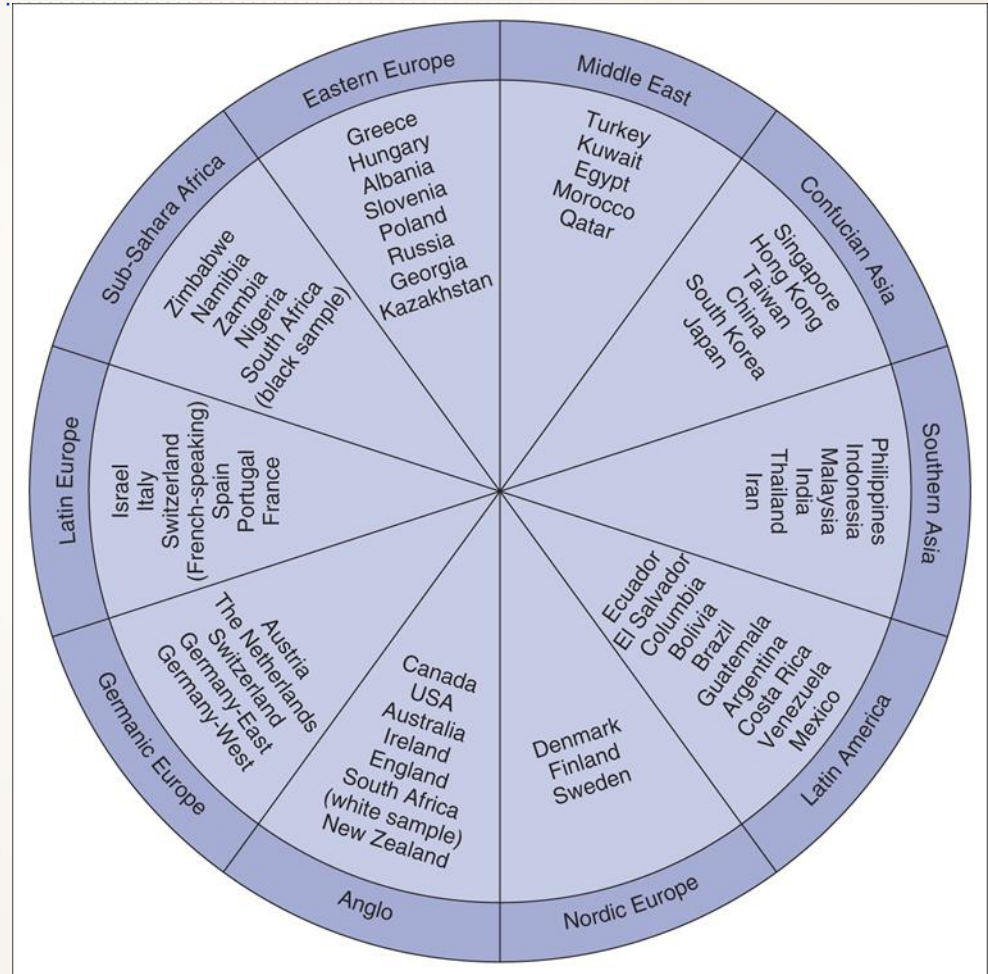 Eastern Europe
Greece
Hungary
Albania
Slovenia
Poland
Russia
Georgia
Kazakhstan
Middle East
Turkey
Kuwait
Egypt
Morocco
Qatar
Confucian Asia
Singapore
Hong Kong
Taiwan
China
South Korea
Japan
Southern Asia
Philippines
Indonesia
Malaysia
India
Thailand
Iran
Latin America
Ecuador
El Salvador
Columbia
Bolivia
Brazil
Guatemala
Argentina
Costa Rica
Venezuela
Mexico
Nordic Europe
Denmark
Finland
Sweden
Anglo
Canada
USA
Australia
Ireland
England
South Africa
(white sample)
New Zealand
Germanic Europe
Austria
The Netherlands
Switzerland
Germany-East
Germany-West
Latin Europe
Israel
Italy
Switzerland
(French-speaking)
Spain
Portugal
France
Sub-Sahara Africa
Zimbabwe
Namibia
Zambia
Nigeria
South Africa
(black sample)